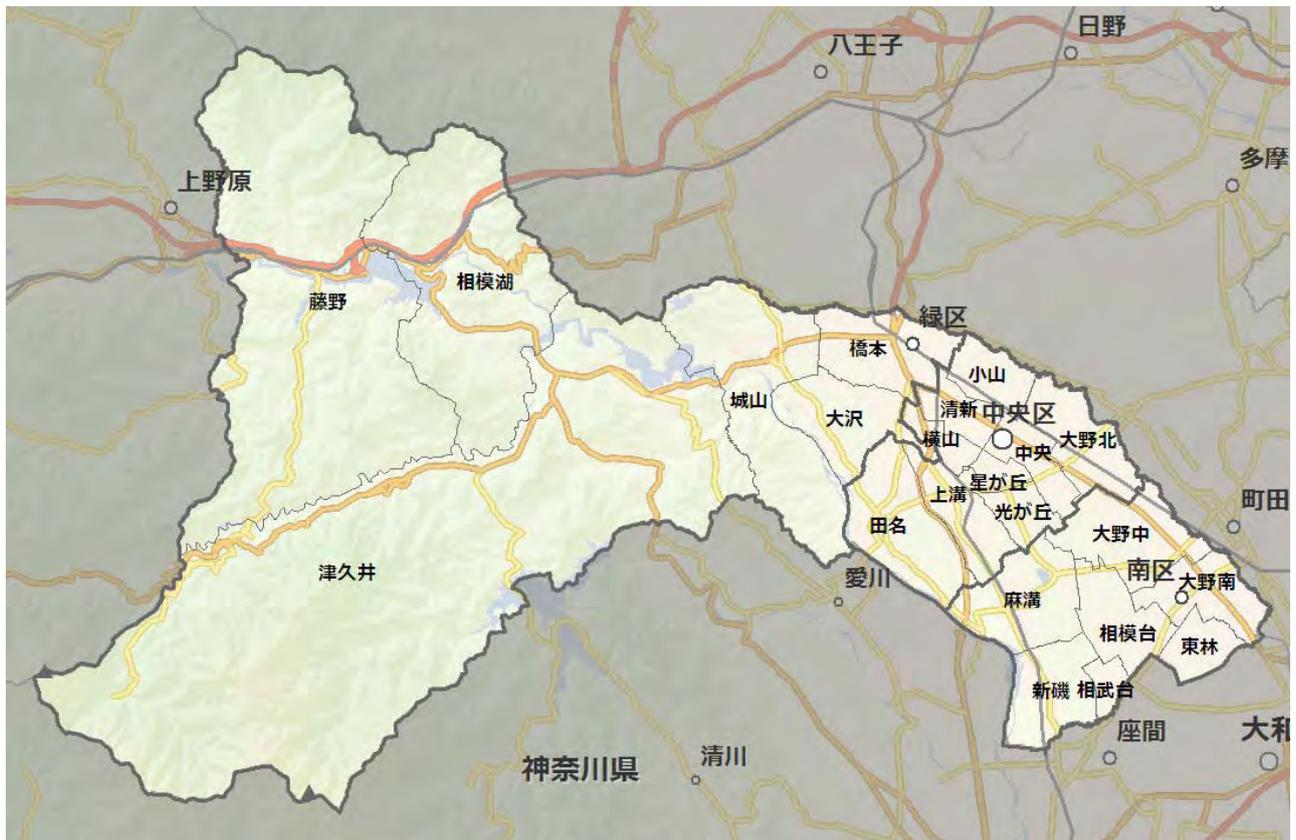 日野
八王子
多摩
上野原
相模湖
藤野
緑区
橋本
小山
城山
清新
中央区
大沢
横山
大野北
中央
星が丘
上溝
町田
光が丘
田名
大野中
津久井
南区
愛川
大野南
麻溝
相模台
東林
新磯
相武台
座間
大和
清川
神奈川県